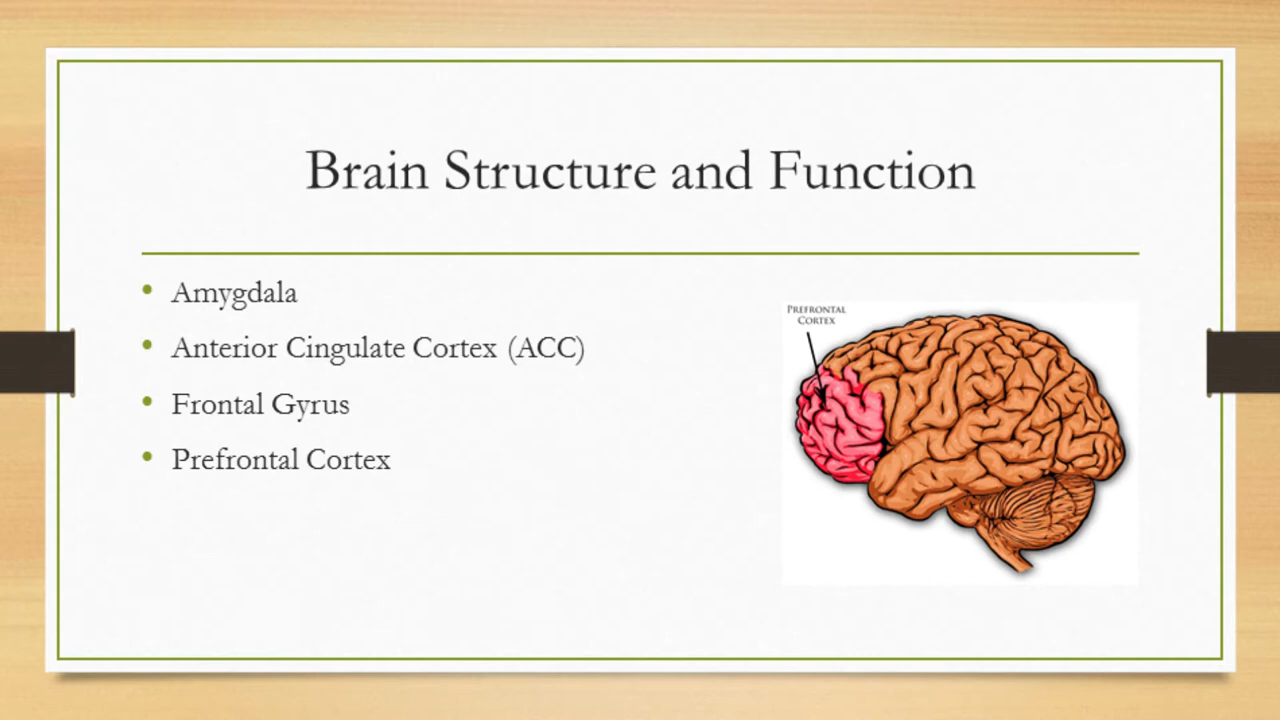 Brain Structure and Function
• Amygdala
• Anterior Cingulate Cortex (ACC)
• Frontal Gyrus
• Prefrontal Cortex
PREFRONTAL
CORTEX